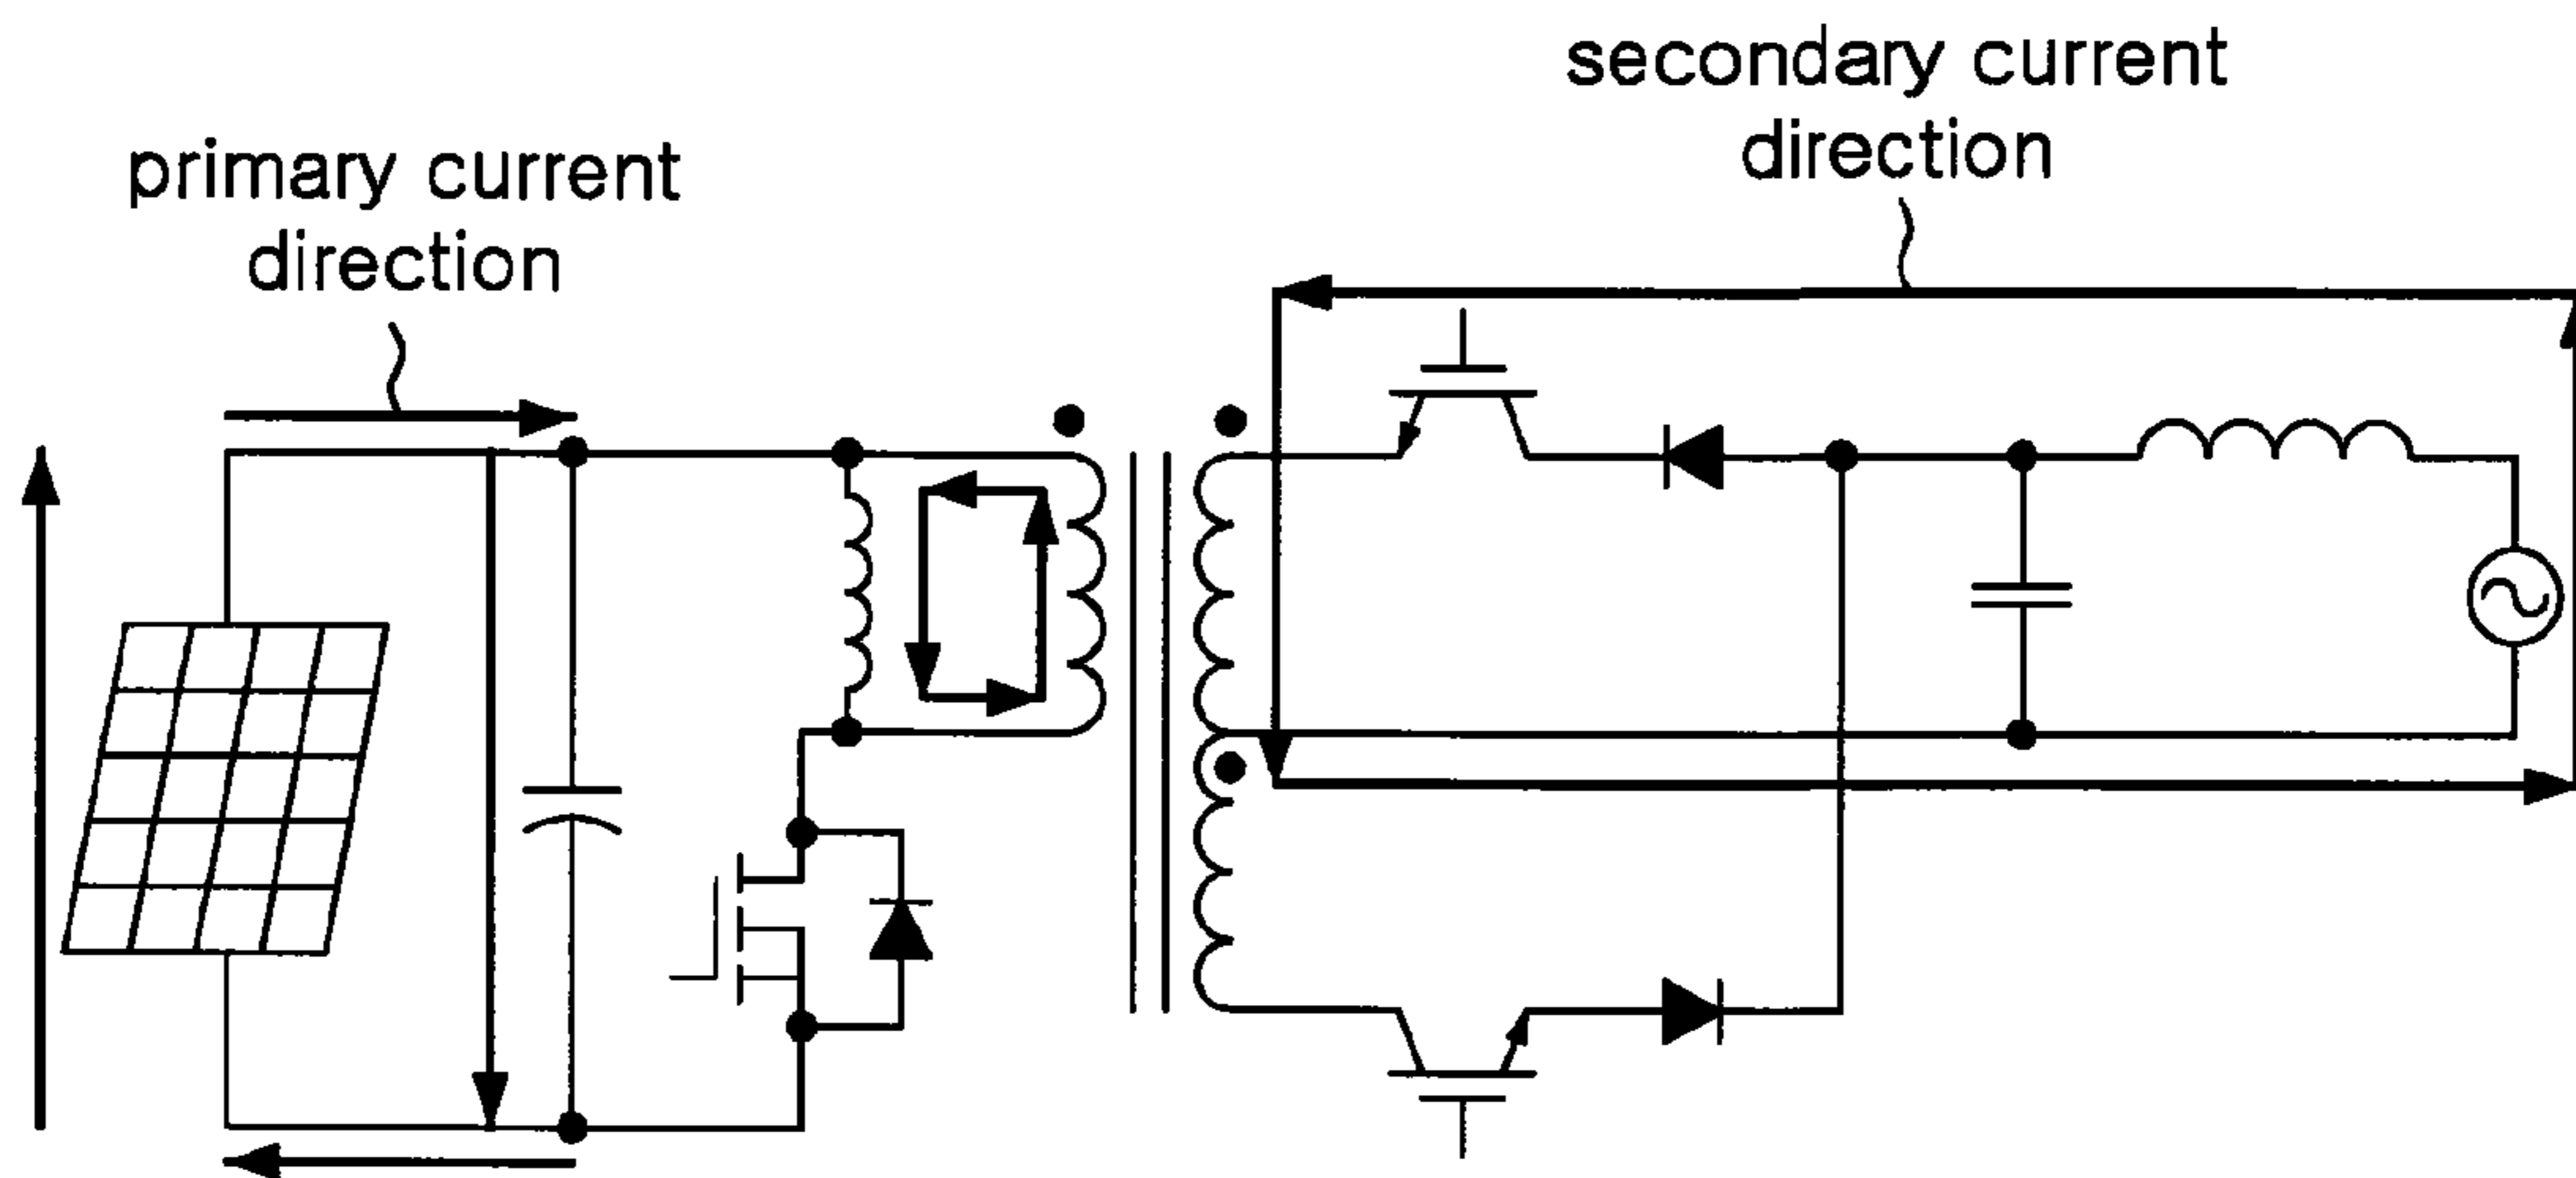 primary current
direction
secondary current
direction